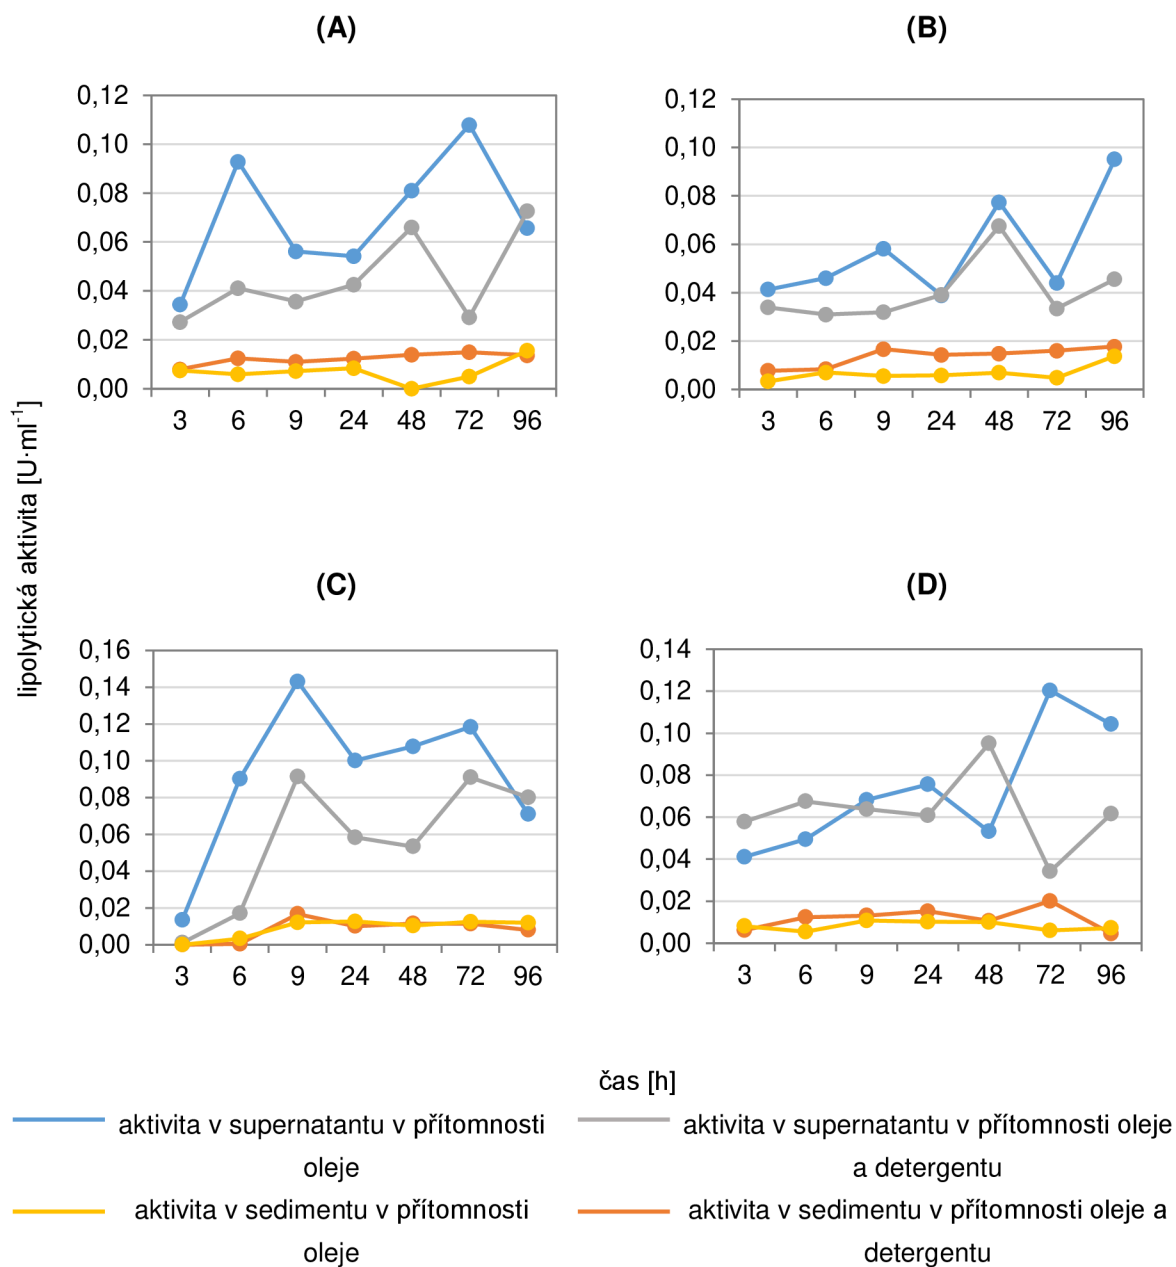 (A)
0,12
0,10
0,08
0,06
0,04
0,02
0,00
3 6 9 24 48 72 96
(B)
0,12
0,10
0,08
0,06
0,04
0,02
0,00
3 6 9 24 48 72 96
lipolytická aktivita [U·ml⁻¹]
(C)
0,16
0,14
0,12
0,10
0,08
0,06
0,04
0,02
0,00
3 6 9 24 48 72 96
(D)
0,14
0,12
0,10
0,08
0,06
0,04
0,02
0,00
3 6 9 24 48 72 96
čas [h]
aktivita v supernatantu v přítomnosti
oleje
aktivita v supernatantu v přítomnosti oleje
a detergentu
aktivita v sedimentu v přítomnosti
oleje
aktivita v sedimentu v přítomnosti oleje a
detergentu